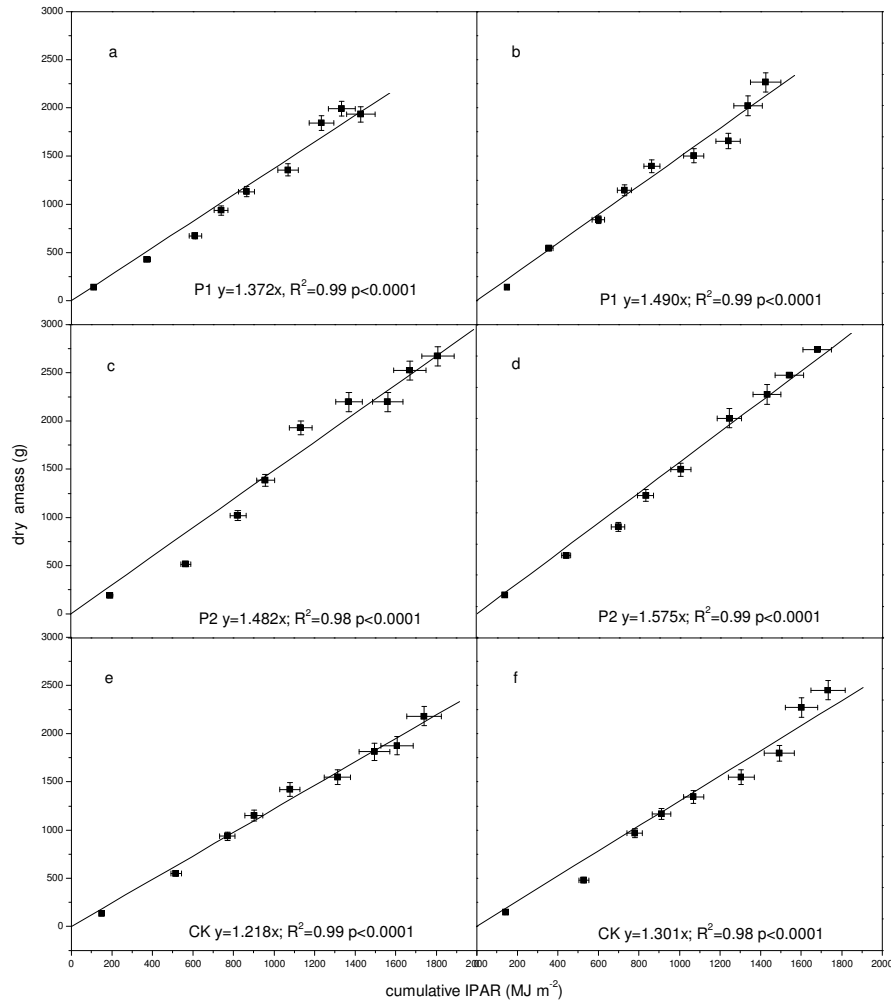 3000
2500
2000
1500
1000
500
0
a
P1 y=1.372x, R²=0.99 p<0.0001
b
P1 y=1.490x; R²=0.99 p<0.0001
dry amass (g)
3000
2500
2000
1500
1000
500
0
c
P2 y=1.482x; R²=0.98 p<0.0001
d
P2 y=1.575x; R²=0.99 p<0.0001
3000
2500
2000
1500
1000
500
0
e
CK y=1.218x; R²=0.99 p<0.0001
f
CK y=1.301x; R²=0.98 p<0.0001
0 200 400 600 800 1000 1200 1400 1600 1800 200 400 600 800 1000 1200 1400 1600 1800 2000
cumulative IPAR (MJ m⁻²)